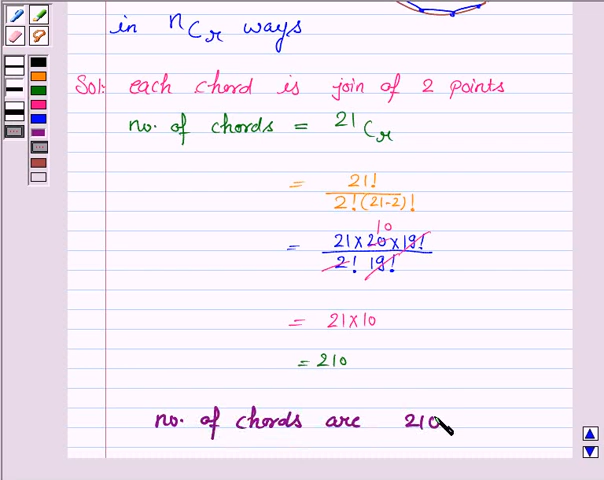 in nCr ways
Sol: each chord is join of 2 points
no. of chords = 21Cr
= 21!
2!(21-2)!
10
= 21×20×19!
2! 19!
= 21×10
= 210
no. of chords are 210